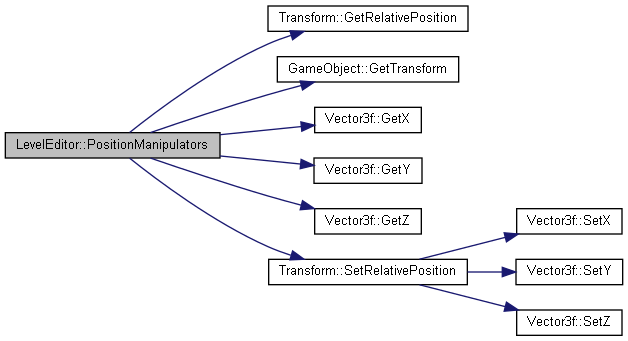 Transform::GetRelativePosition
GameObject::GetTransform
Vector3f::GetX
LevelEditor::PositionManipulators
Vector3f::GetY
Vector3f::GetZ
Vector3f::SetX
Transform::SetRelativePosition
Vector3f::SetY
Vector3f::SetZ